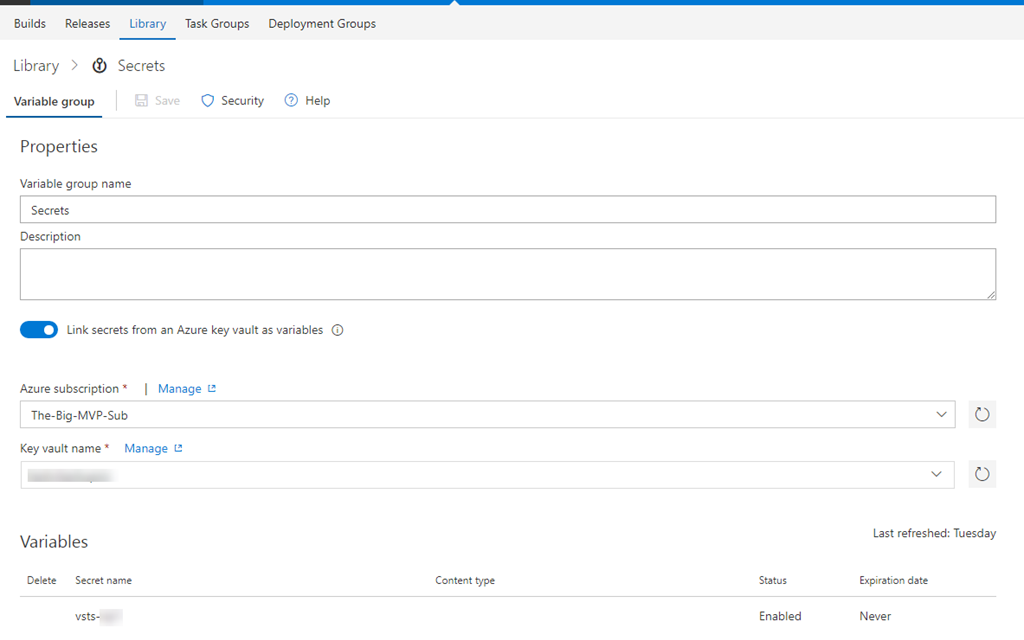 Builds Releases Library Task Groups Deployment Groups
Library > Secrets
Variable group Save Security Help
Properties
Variable group name
Secrets
Description
Link secrets from an Azure key vault as variables
Azure subscription * | Manage
The-Big-MVP-Sub
Key vault name * Manage
Variables Last refreshed: Tuesday
Delete Secret name Content type Status Expiration date
vsts- Enabled Never